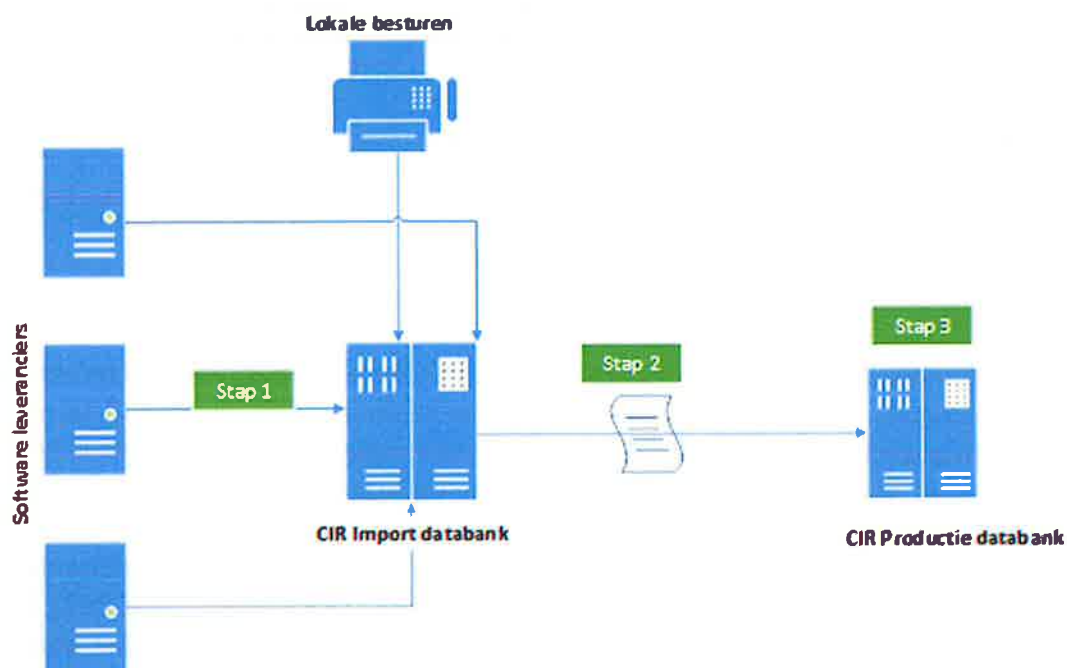 Lokale besturen
Stap 3
Stap 2
Stap 1
Software leveranciers
CIR Import databank
CIR Productie databank